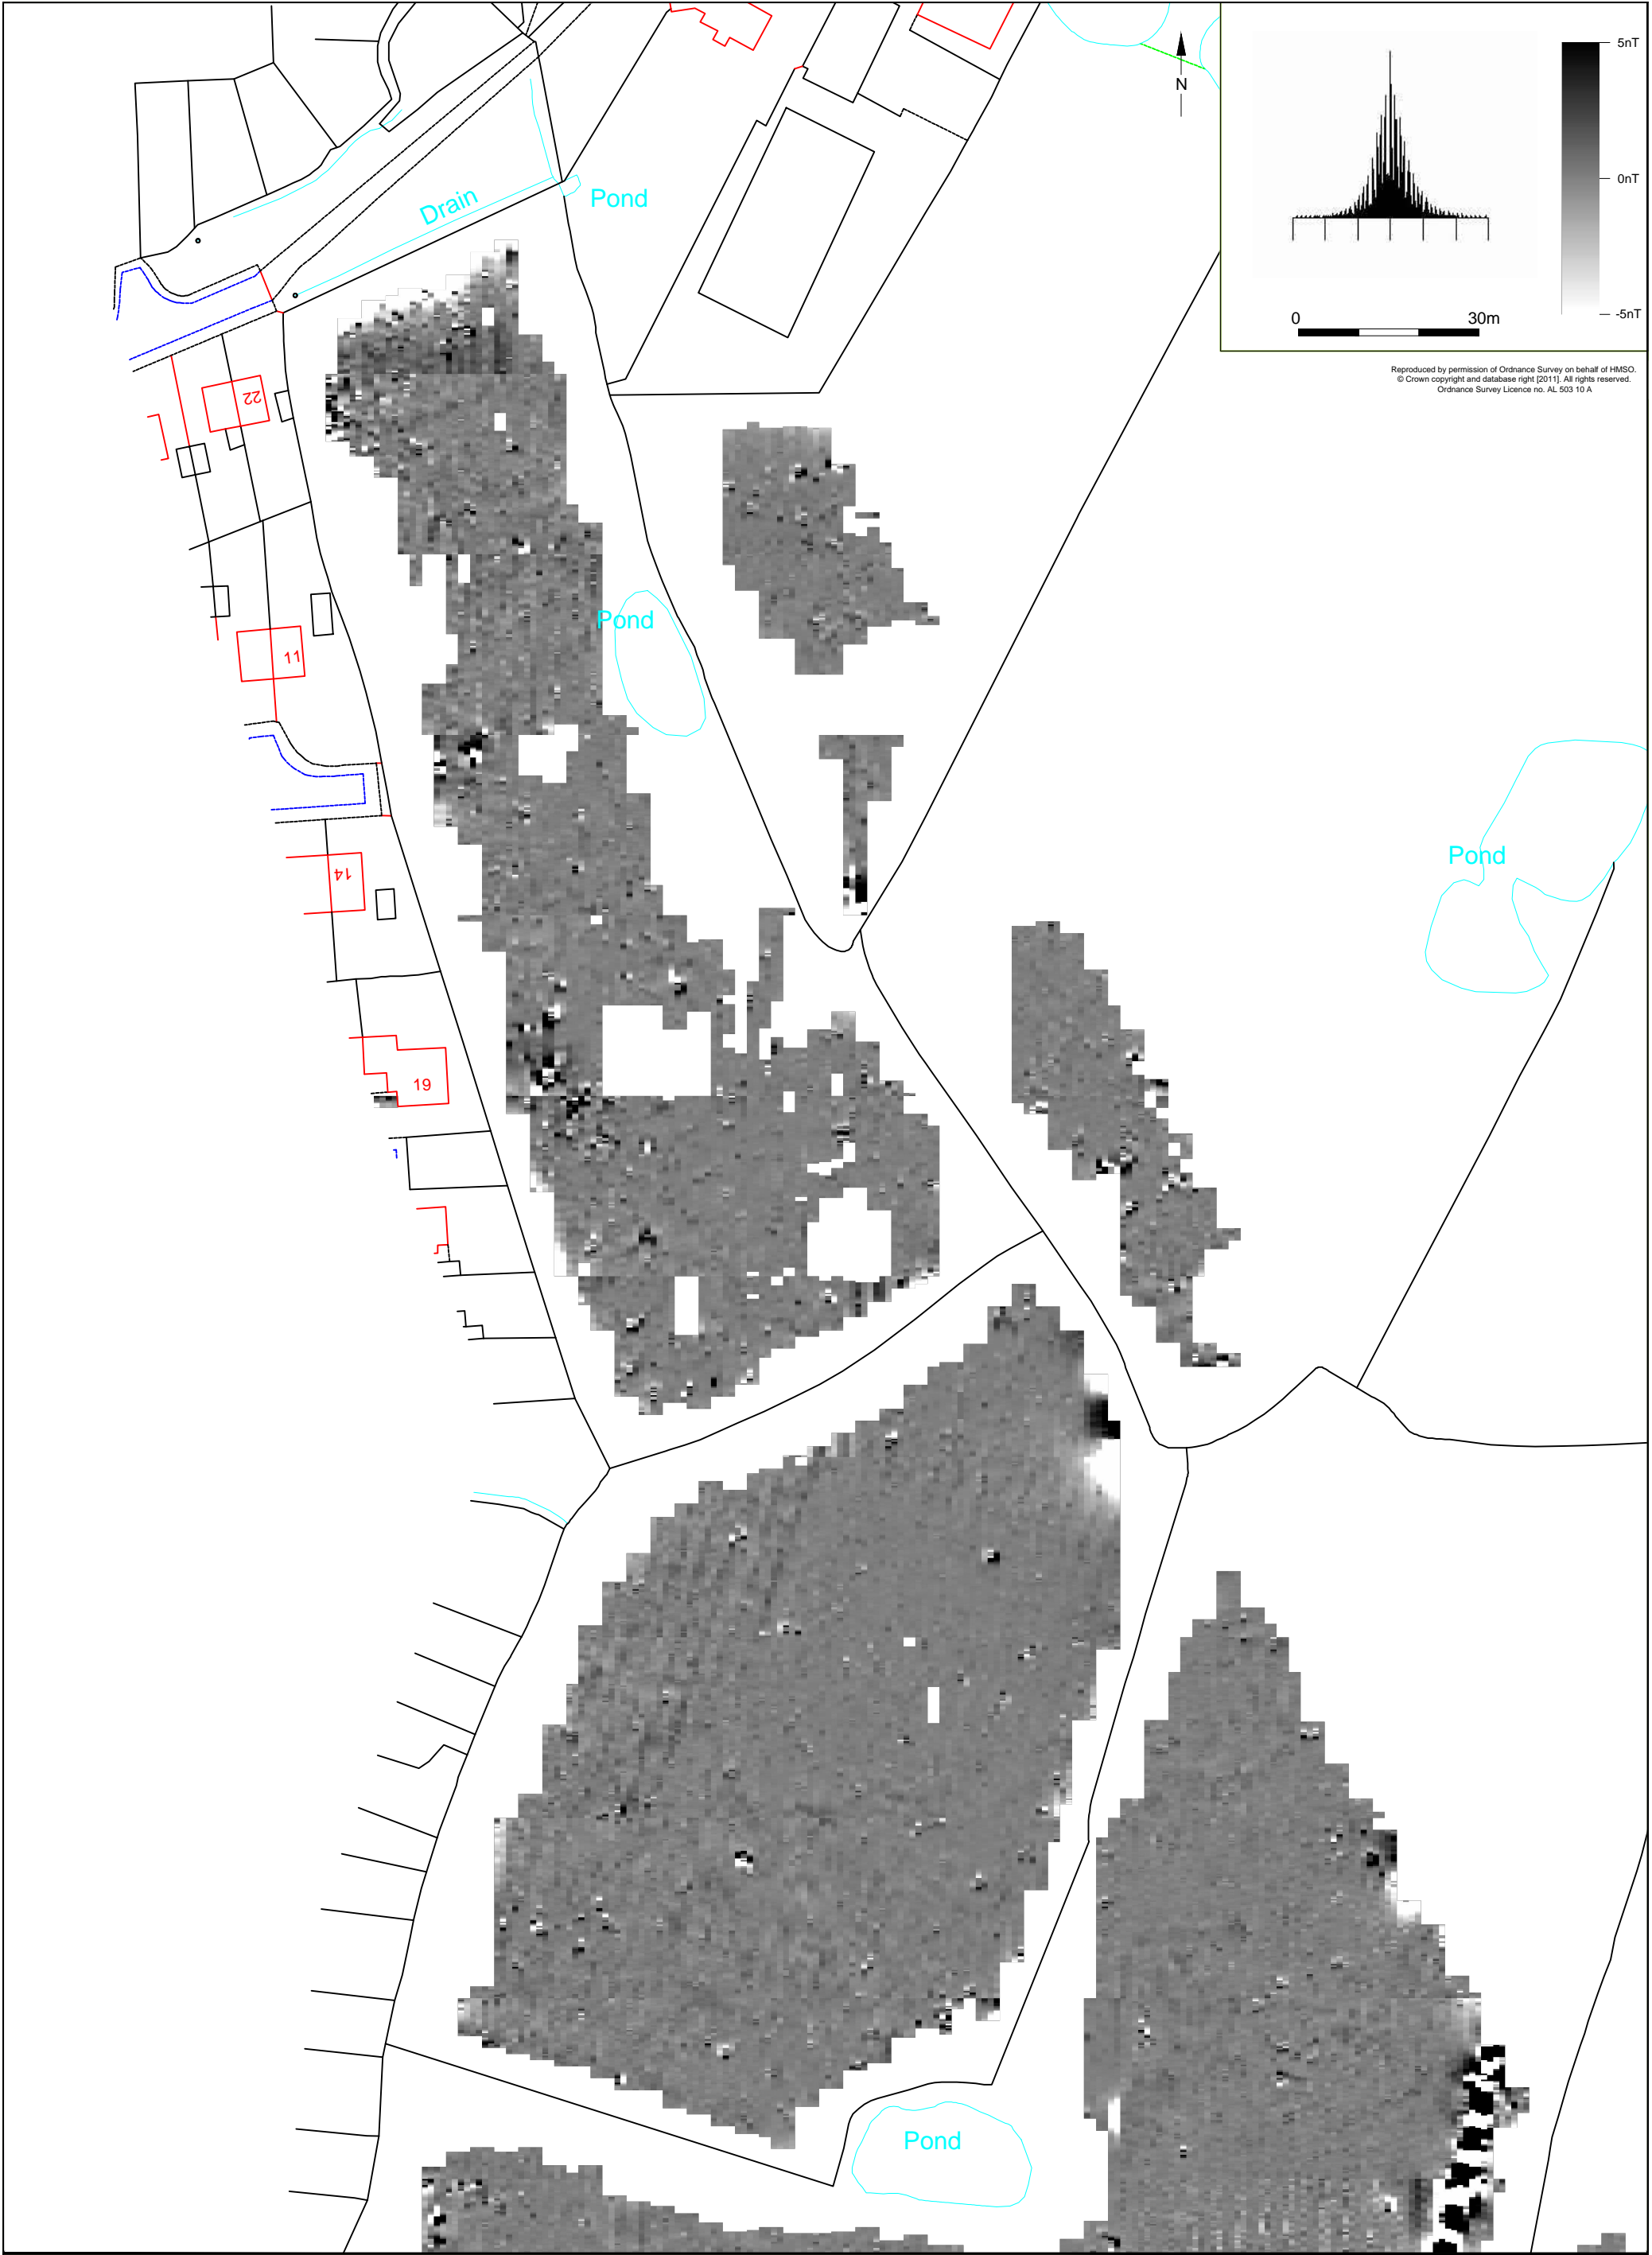 5nT
N
0nT
Drain
Pond
-5nT
0 30m
Reproduced by permission of Ordnance Survey on behalf of HMSO.
© Crown copyright and database right [2011]. All rights reserved.
Ordnance Survey Licence no. AL 503 10 A
22
Pond
11
Pond
14
19
1
Pond